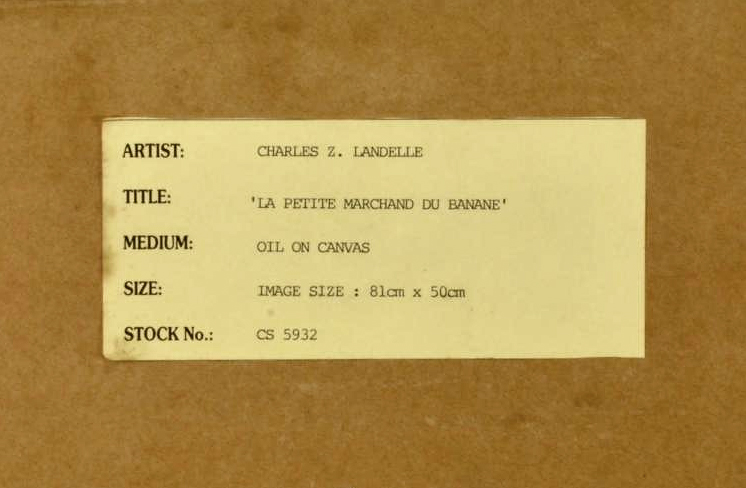 ARTIST: CHARLES Z. LANDELLE
TITLE: 'LA PETITE MARCHAND DU BANANE'
MEDIUM: OIL ON CANVAS
SIZE: IMAGE SIZE : 81cm x 50cm
STOCK No.: CS 5932